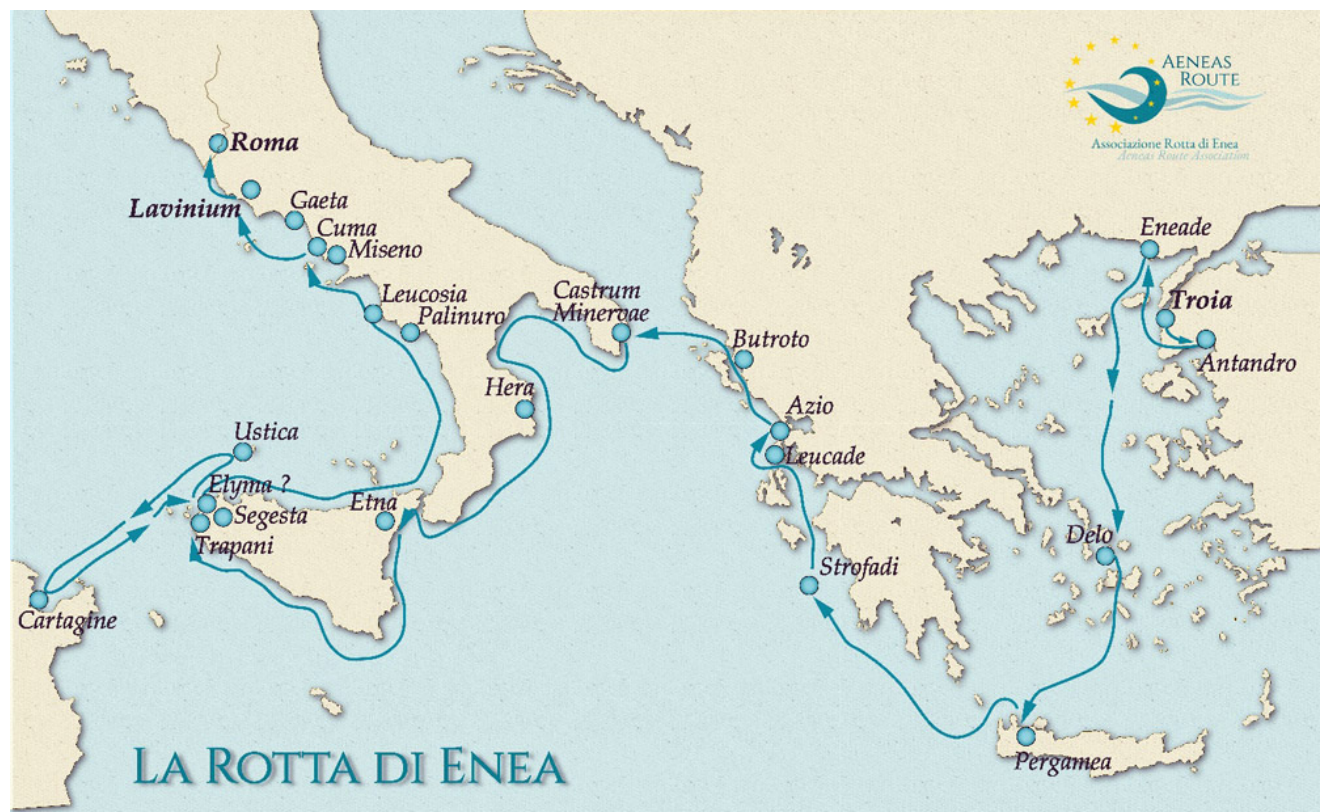 AENEAS
ROUTE
Associazione Rotta di Enea
Aeneas Route Association
Roma
Lavinium
Gaeta
Cuma
Miseno
Leucosia
Palinuro
Castrum
Minervae
Hera
Butroto
Azio
Leucade
Eneade
Troia
Antandro
Ustica
Elyma ?
Segesta
Trapani
Etna
Cartagine
Strofadi
Delo
Pergamea
LA ROTTA DI ENEA